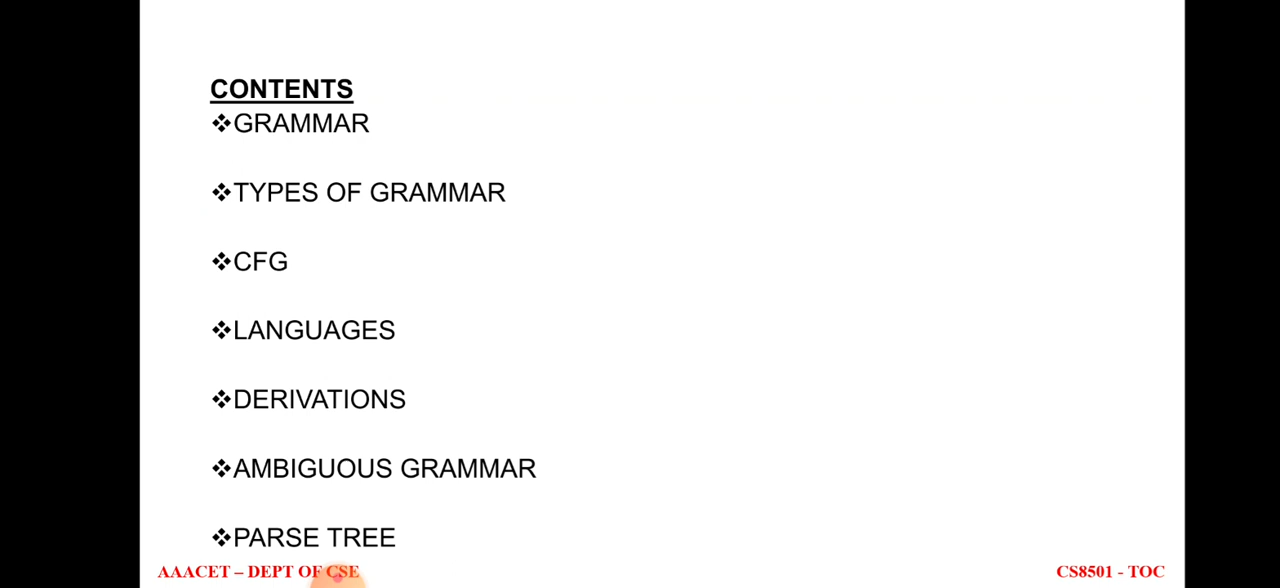 CONTENTS
❖GRAMMAR
❖TYPES OF GRAMMAR
❖CFG
❖LANGUAGES
❖DERIVATIONS
❖AMBIGUOUS GRAMMAR
❖PARSE TREE
AAACET – DEPT OF CSE
CS8501 - TOC